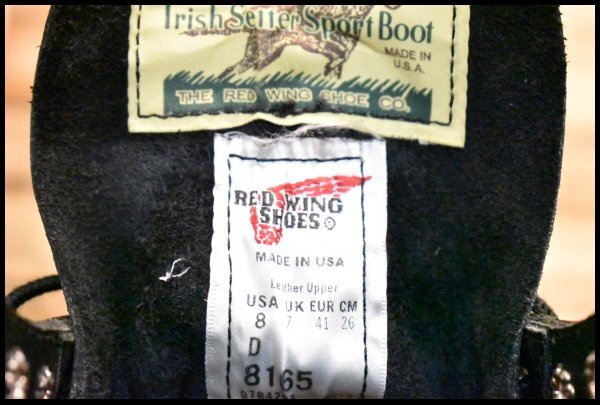 Irish Setter Sport Boot
MADE IN
U.S.A.
THE RED WING SHOE CO.
RED WING
SHOES®
MADE IN USA
Leather Upper
USA UK EUR CM
8 7 41 26
D
8165